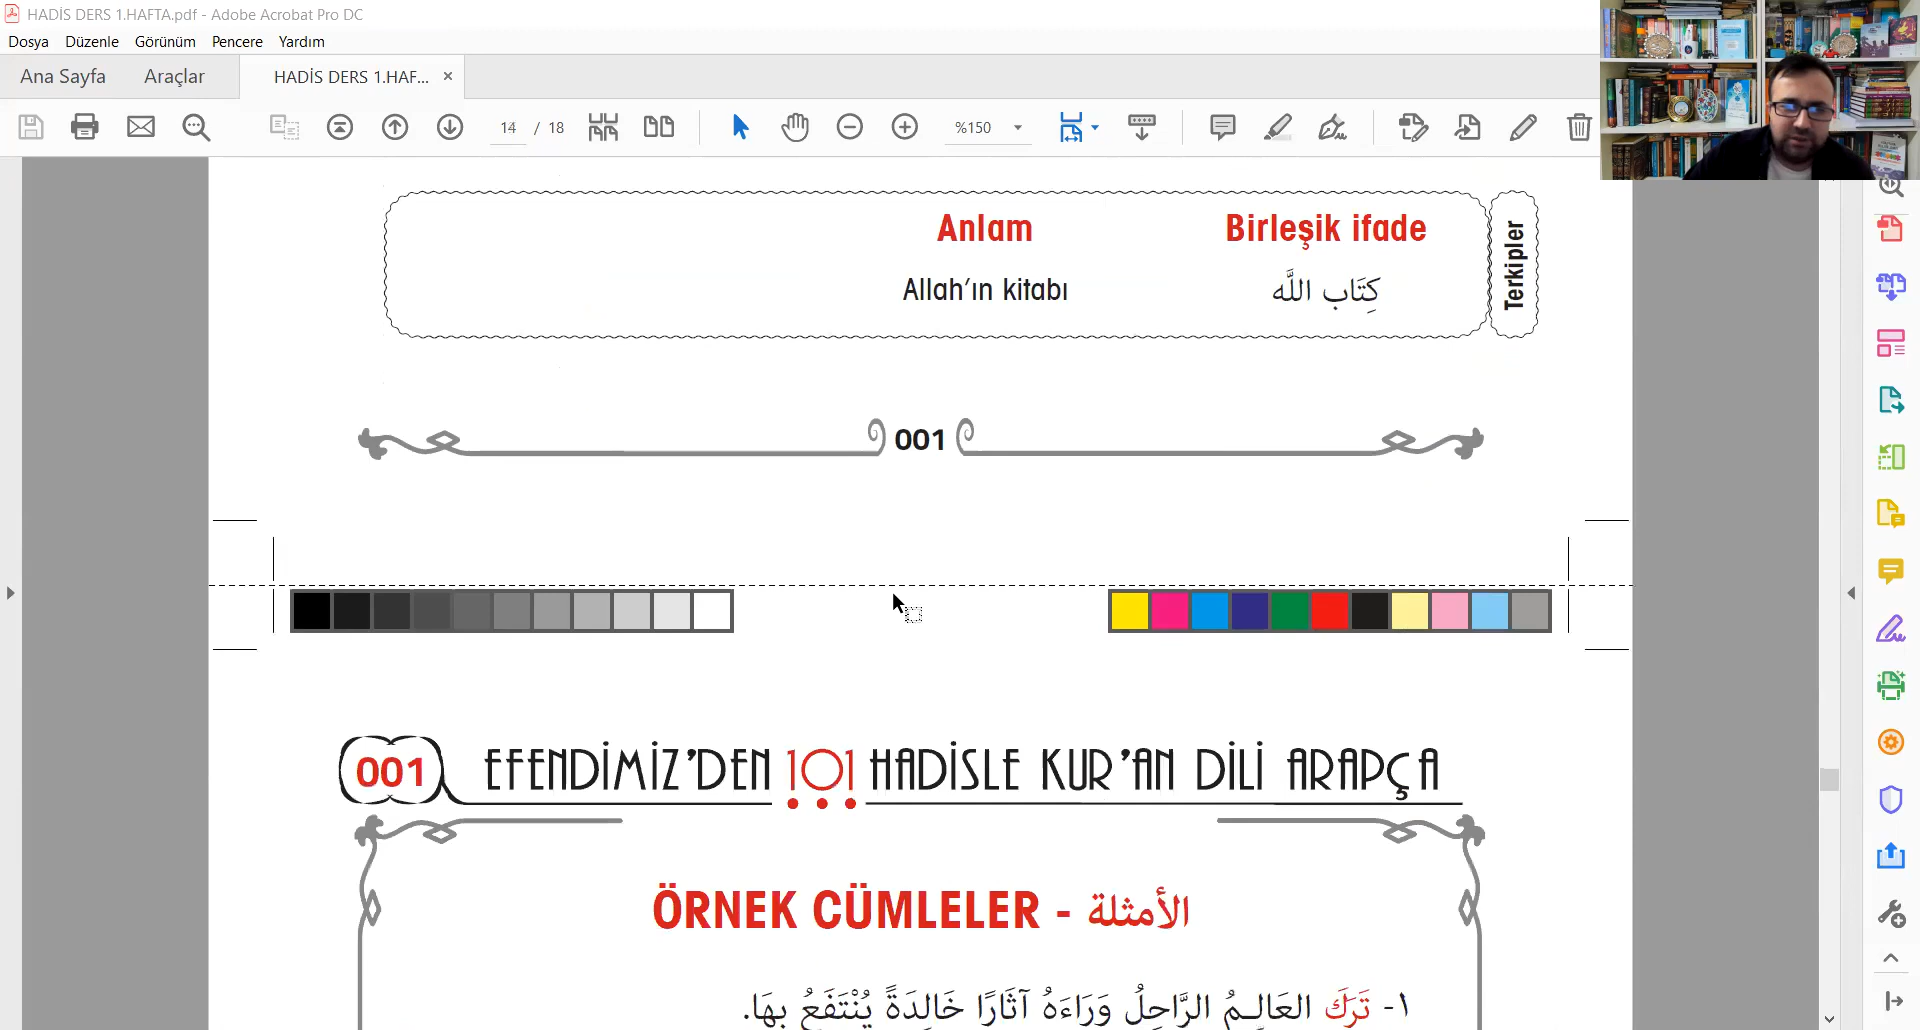 HADİS DERS 1.HAFTA.pdf - Adobe Acrobat Pro DC
Dosya Düzenle Görünüm Pencere Yardım
Ana Sayfa Araçlar HADİS DERS 1.HAF... ×
14 / 18 %150
Anlam Birleşik ifade
Allah'ın kitabı كِتَاب اللَّه
Terkipler
001
001 EFENDİMİZ'DEN 101 HADİSLE KUR'AN DİLİ ARAPÇA
ÖRNEK CÜMLELER - الأمثلة
١- تَرَكَ العَالِمُ الرَّاحِلُ وَرَاءَهُ آثَارًا خَالِدَةً يُنْتَفَعُ بِهَا.